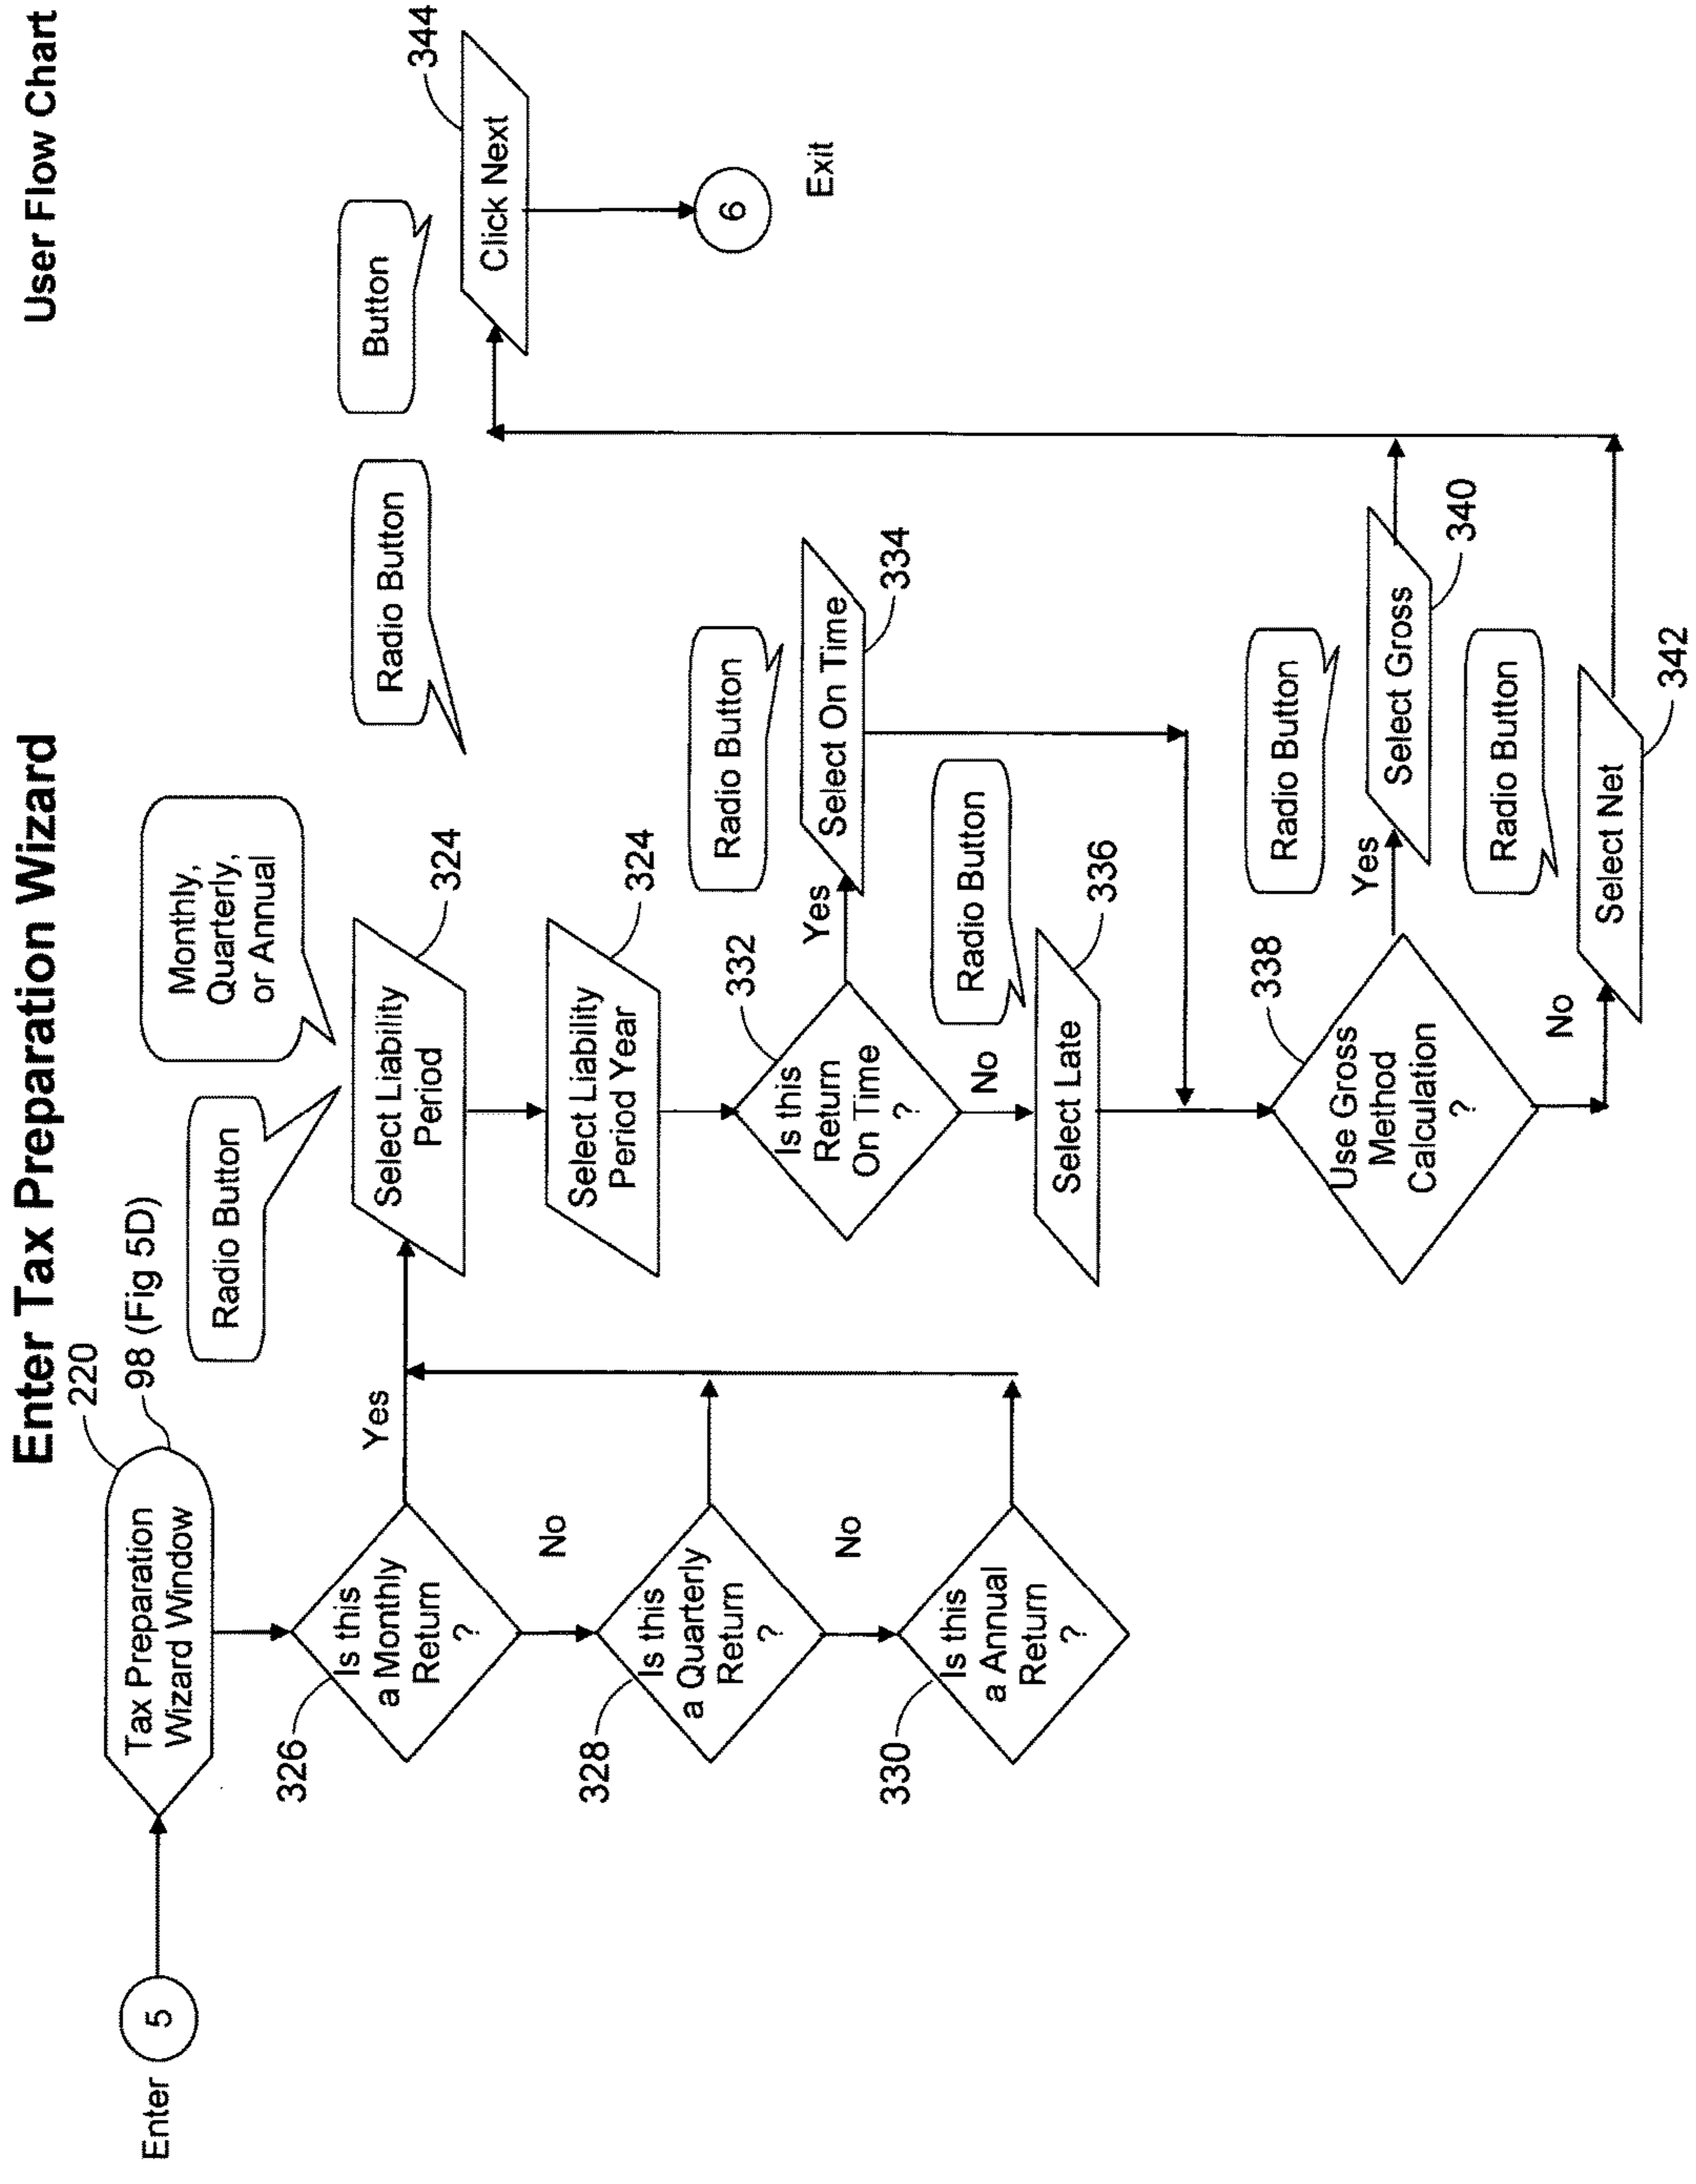 User Flow Chart
Enter Tax Preparation Wizard
Enter
5
Tax Preparation
Wizard Window
220
98 (Fig 5D)
326
Is this
a Monthly
Return
?
Yes
No
328
Is this
a Quarterly
Return
?
No
330
Is this
a Annual
Return
?
Radio Button
Monthly,
Quarterly,
or Annual
Select Liability
Period
324
Radio Button
Select Liability
Period Year
324
332
Is this
Return
On Time
?
Yes
Radio Button
Select On Time
334
No
Radio Button
Select Late
336
338
Use Gross
Method
Calculation
?
Yes
Radio Button
Select Gross
340
No
Radio Button
Select Net
342
Button
Click Next
344
6
Exit